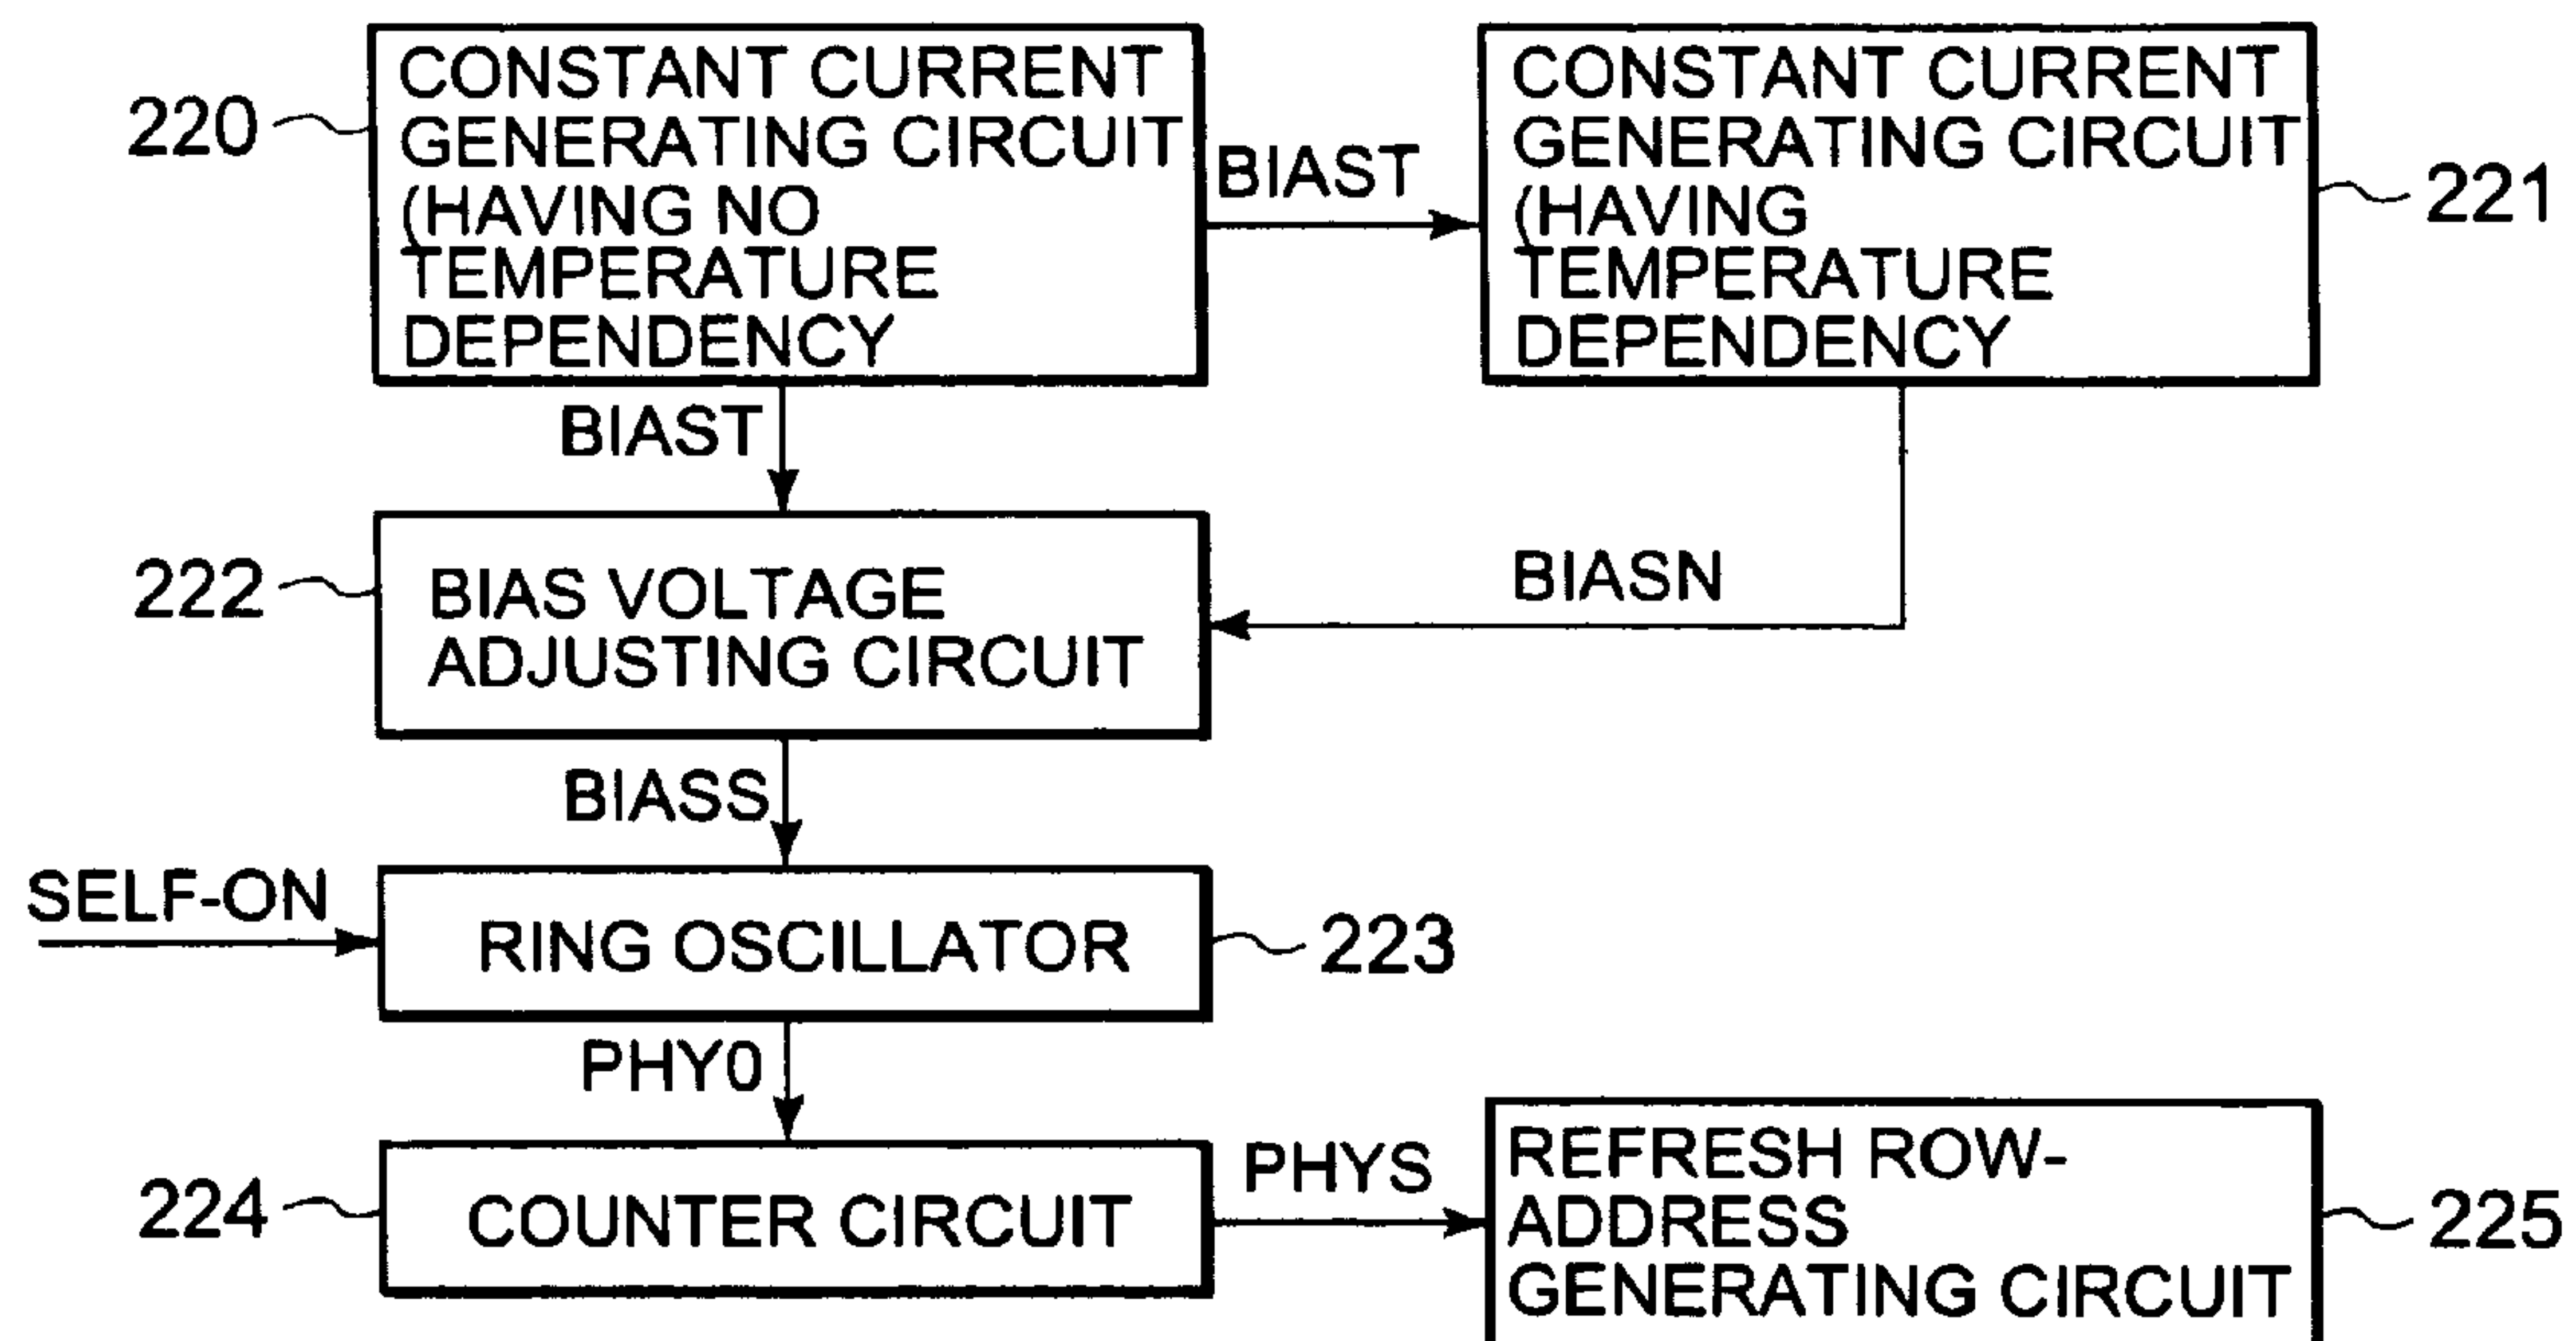 CONSTANT CURRENT
GENERATING CIRCUIT
(HAVING NO
TEMPERATURE
DEPENDENCY
220
BIAST
CONSTANT CURRENT
GENERATING CIRCUIT
(HAVING
TEMPERATURE
DEPENDENCY
221
BIAST
BIASN
222
BIAS VOLTAGE
ADJUSTING CIRCUIT
BIASS
SELF-ON
RING OSCILLATOR
223
PHY0
224
COUNTER CIRCUIT
PHYS
REFRESH ROW-
ADDRESS
GENERATING CIRCUIT
225